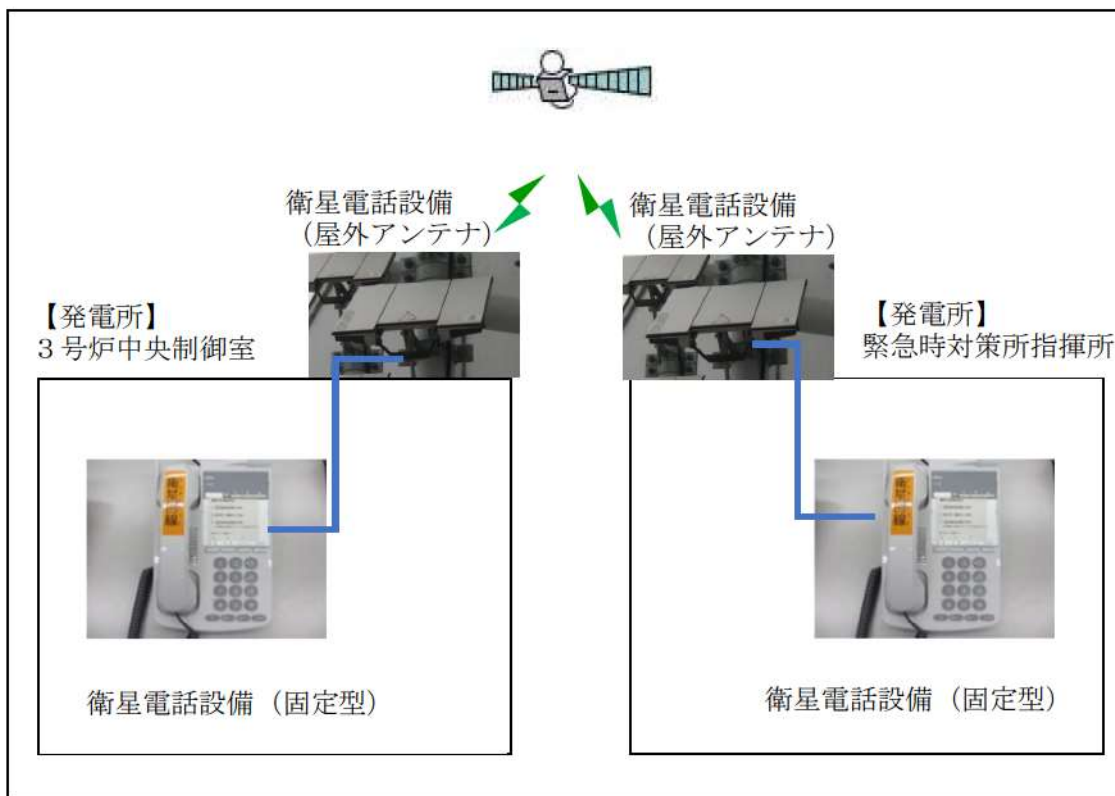 衛星電話設備
（屋外アンテナ）
衛星電話設備
（屋外アンテナ）
【発電所】
３号炉中央制御室
【発電所】
緊急時対策所指揮所
衛星電話設備（固定型）
衛星電話設備（固定型）